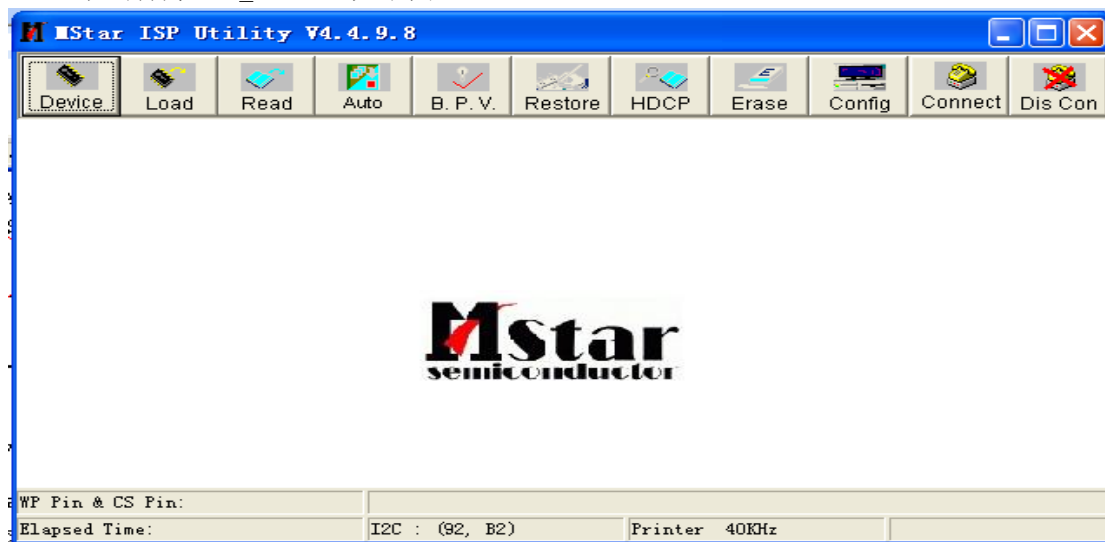 MStar ISP Utility V4.4.9.8
Device Load Read Auto B.P.V. Restore HDCP Erase Config Connect Dis Con
MStar
semiconductor
WP Pin & CS Pin:
Elapsed Time: I2C : (92, B2) Printer 40KHz